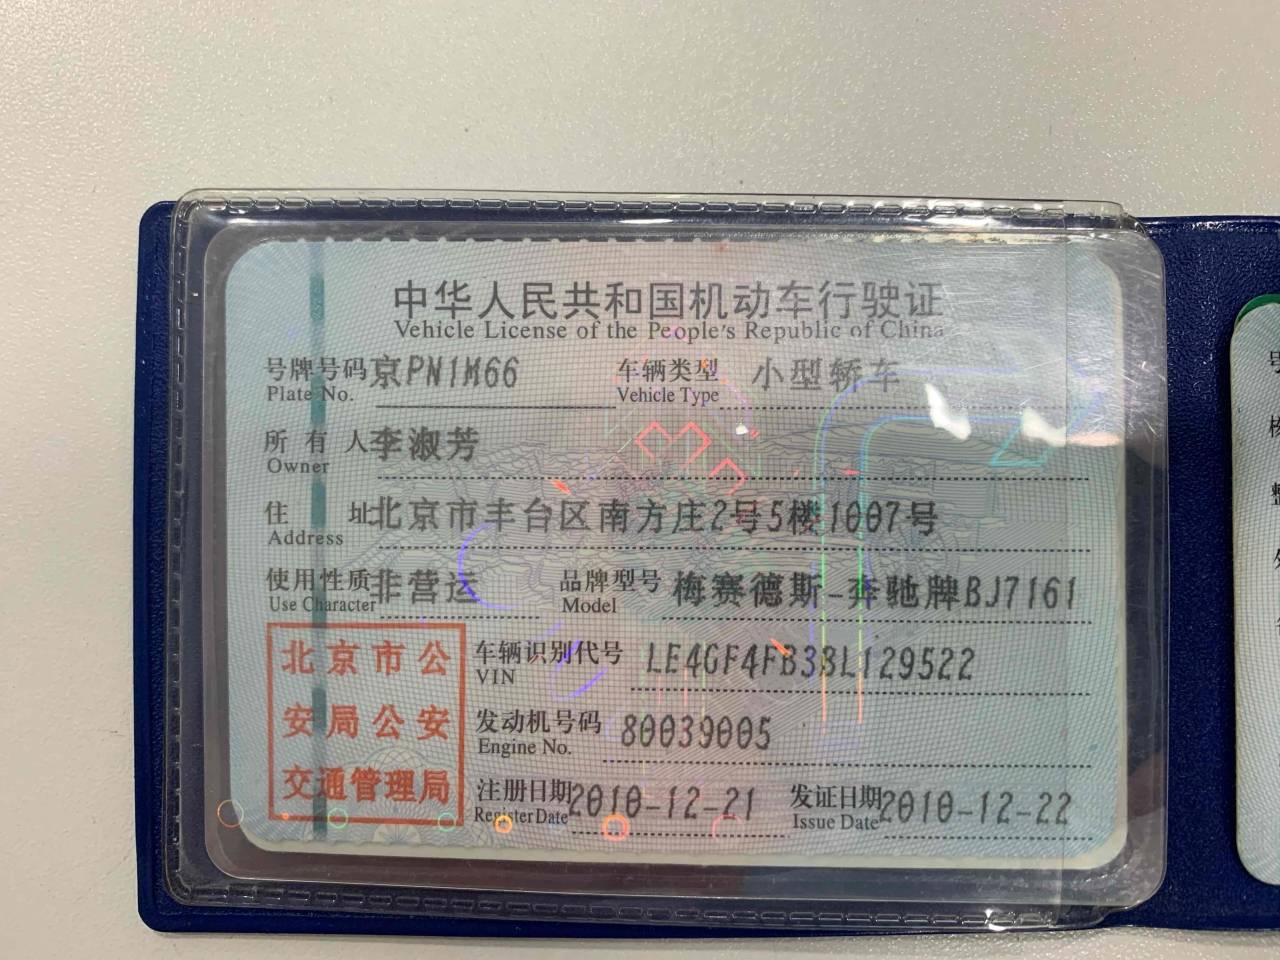 中华人民共和国机动车行驶证
Vehicle License of the People's Republic of China
号牌号码 京PN1M66 车辆类型 小型轿车
Plate No. Vehicle Type
所有人 李淑芳
Owner
住址 北京市丰台区南方庄2号5楼1007号
Address
使用性质 非营运 品牌型号 梅赛德斯-奔驰牌BJ7161
Use Character Model
北京市公
安局公安
交通管理局
车辆识别代号 LE4GF4FB38L129522
VIN
发动机号码 80039005
Engine No.
注册日期 2010-12-21 发证日期 2010-12-22
Register Date Issue Date
号